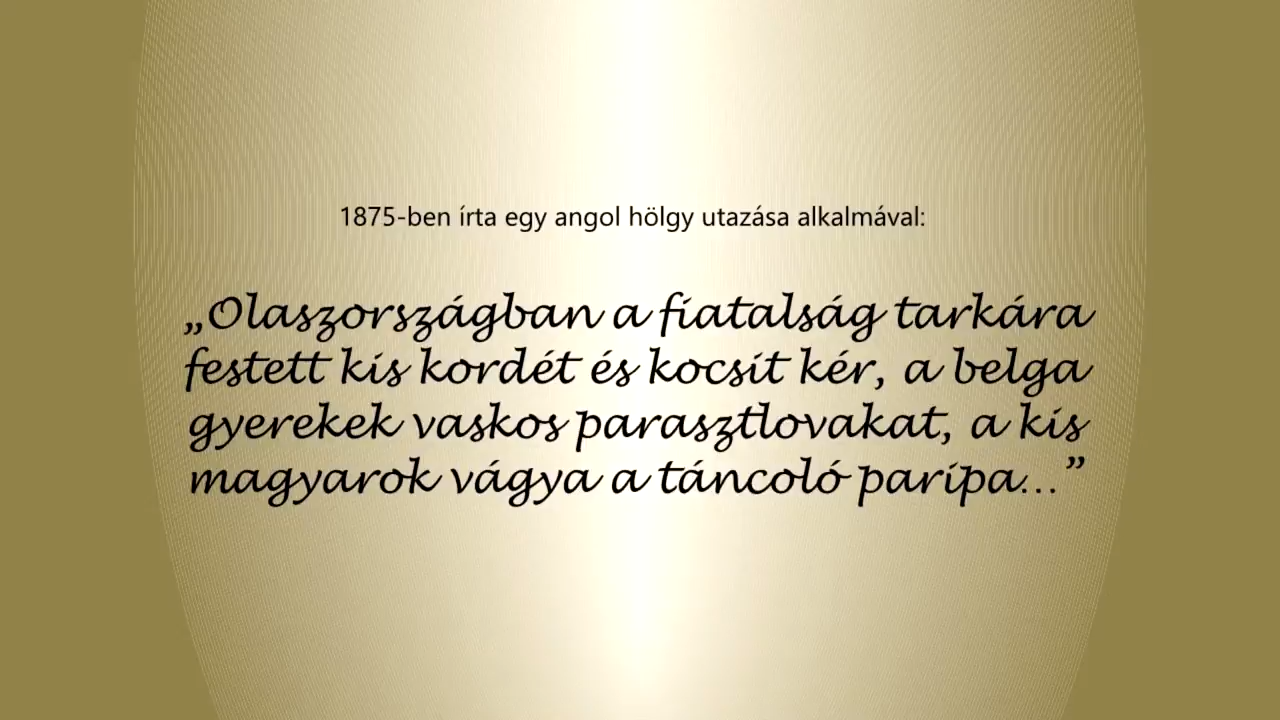 1875-ben írta egy angol hölgy utazása alkalmával:
„Olaszországban a fiatalság tarkára
festett kis kordét és kocsit kér, a belga
gyerekek vaskos parasztlovakat, a kis
magyarok vágya a táncoló paripa…”